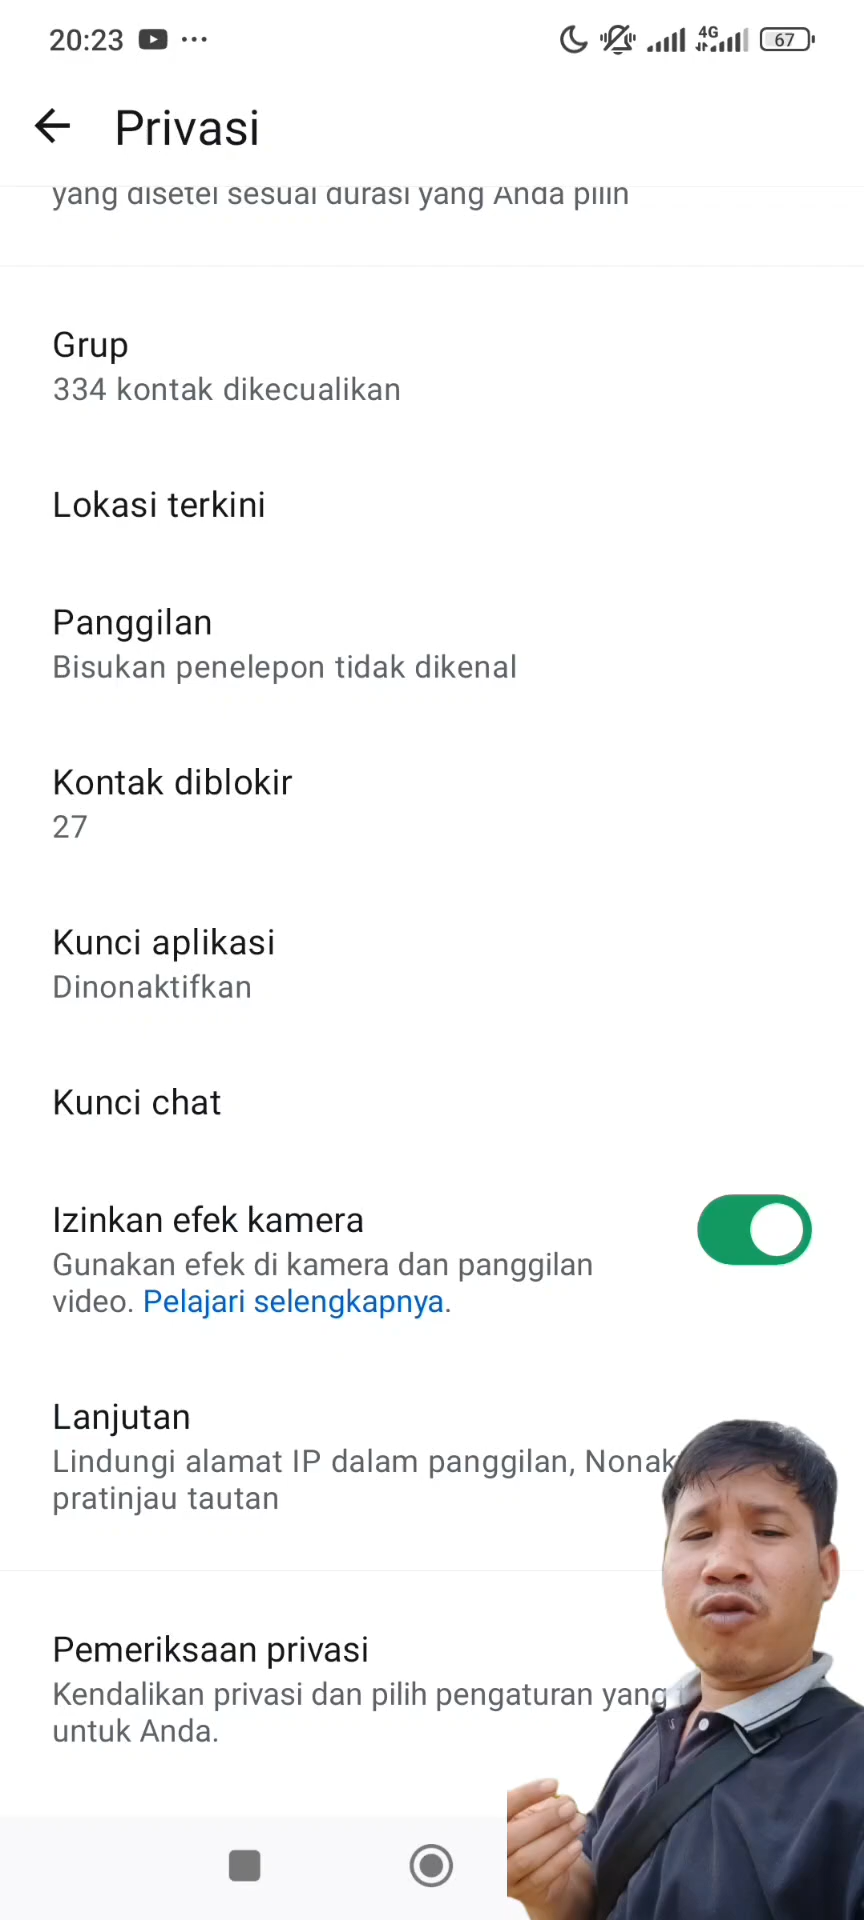 20:23
4G
67
Privasi
yang disetel sesuai durasi yang Anda pilih
Grup
334 kontak dikecualikan
Lokasi terkini
Panggilan
Bisukan penelepon tidak dikenal
Kontak diblokir
27
Kunci aplikasi
Dinonaktifkan
Kunci chat
Izinkan efek kamera
Gunakan efek di kamera dan panggilan
video. Pelajari selengkapnya.
Lanjutan
Lindungi alamat IP dalam panggilan, Nonak
pratinjau tautan
Pemeriksaan privasi
Kendalikan privasi dan pilih pengaturan yang
untuk Anda.